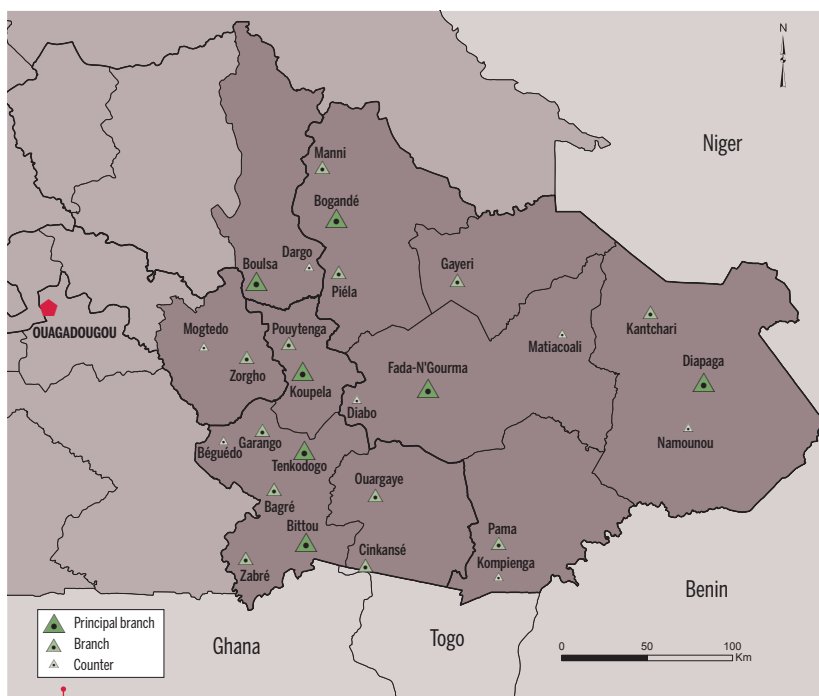 N
Niger
Manni
Bogandé
Dargo
Boulsa
Gayeri
Piéla
OUAGADOUGOU
Mogtedo
Pouytenga
Kantchari
Matiacoali
Zorgho
Koupela
Fada-N'Gourma
Diapaga
Diabo
Namounou
Béguédo
Garango
Tenkodogo
Ouargaye
Bagré
Bittou
Pama
Zabré
Cinkansé
Kompienga
Benin
Ghana
Togo
Principal branch
Branch
Counter
0 50 100
Km